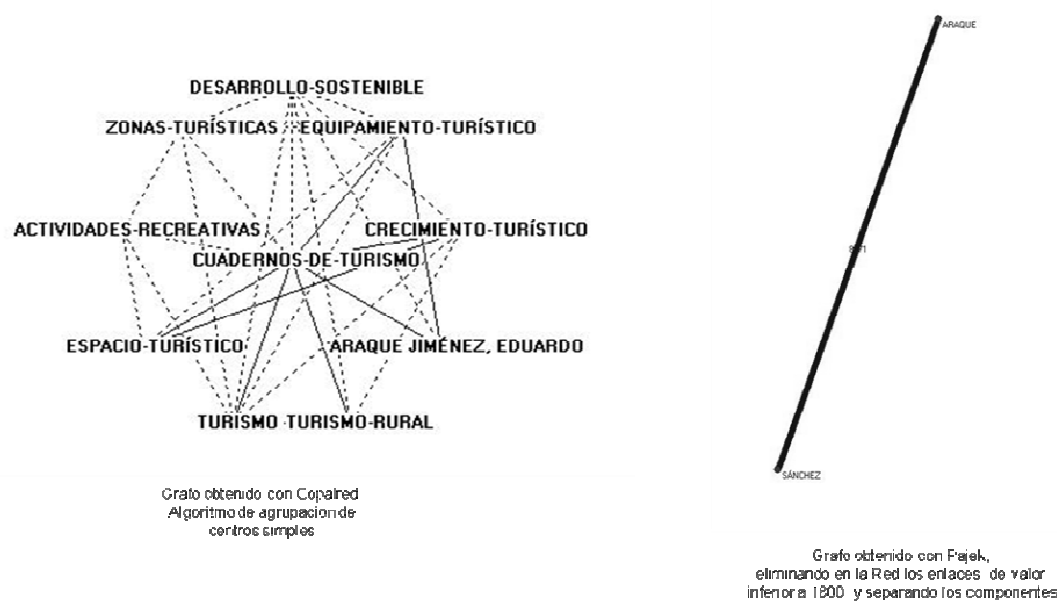 DESARROLLO-SOSTENIBLE
ZONAS-TURÍSTICAS
EQUIPAMIENTO-TURÍSTICO
ACTIVIDADES-RECREATIVAS
CRECIMIENTO-TURÍSTICO
CUADERNOS-DE-TURISMO
ESPACIO-TURÍSTICO
ARAQUE JIMÉNEZ, EDUARDO
TURISMO
TURISMO-RURAL
Grafo obtenido con Copalred
Algoritmo de agrupacion de
centros simples
ARAQUE
SÁNCHEZ
Grafo obtenido con Pajek,
eliminando en la Red los enlaces de valor
inferior a 1800 y separando los componentes